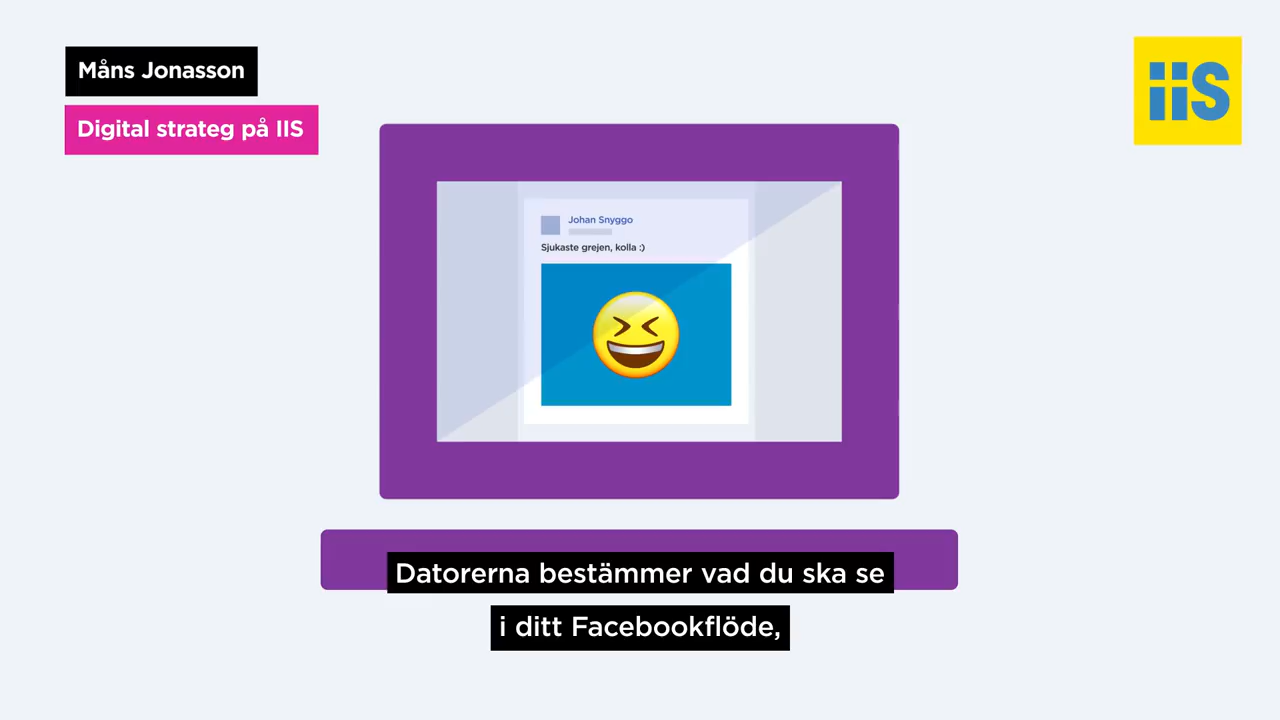 Måns Jonasson
Digital strateg på IIS
iis
Johan Snyggo
Sjukaste grejen, kolla :)
Datorerna bestämmer vad du ska se
i ditt Facebookflöde,